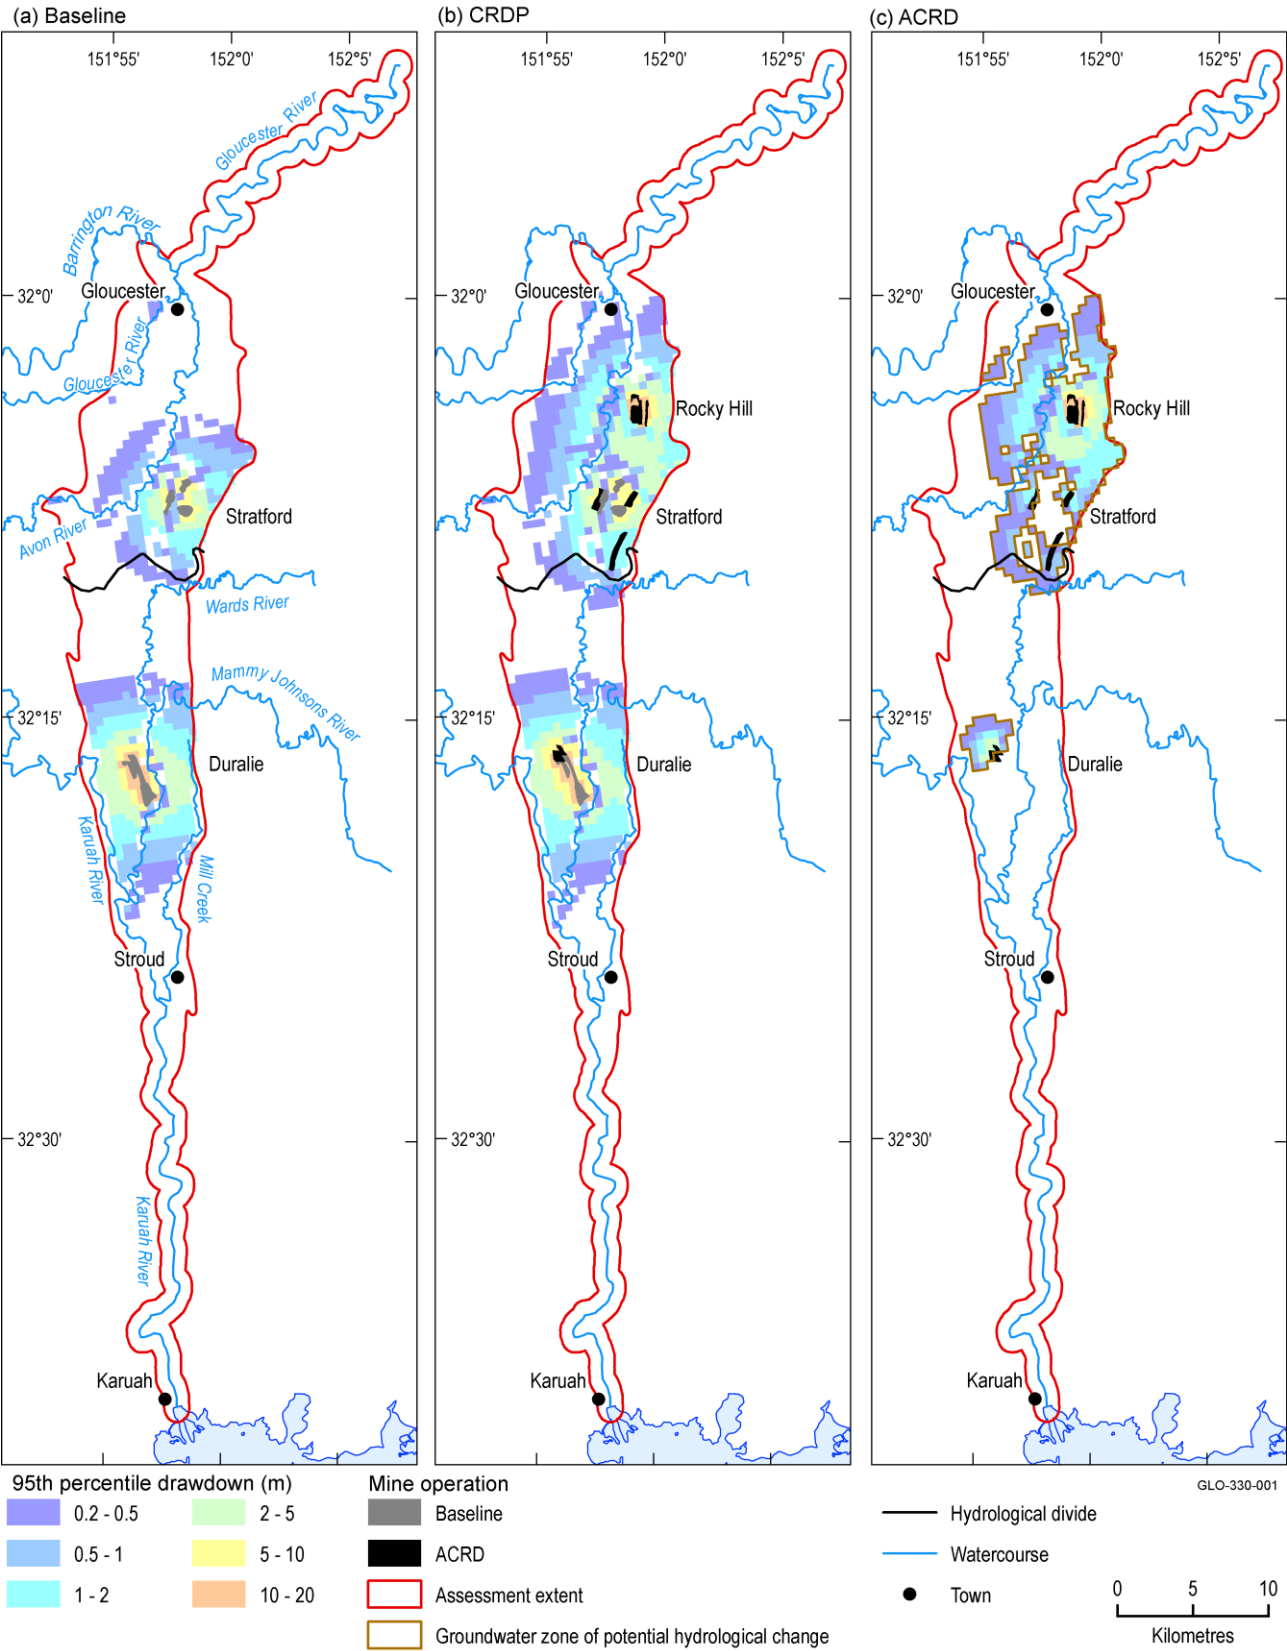 (a) Baseline
151°55'
152°0'
152°5'
Gloucester River
Barrington River
Gloucester
32°0'
Gloucester River
Avon River
Stratford
Wards River
Mammy Johnsons River
32°15'
Duralie
Karuah River
Mill Creek
Stroud
32°30'
Karuah River
Karuah
(b) CRDP
151°55'
152°0'
152°5'
Gloucester
32°0'
Rocky Hill
Stratford
32°15'
Duralie
Stroud
32°30'
Karuah
(c) ACRD
151°55'
152°0'
152°5'
Gloucester
32°0'
Rocky Hill
Stratford
32°15'
Duralie
Stroud
32°30'
Karuah
GLO-330-001
95th percentile drawdown (m)
0.2 - 0.5
0.5 - 1
1 - 2
2 - 5
5 - 10
10 - 20
Mine operation
Baseline
ACRD
Assessment extent
Groundwater zone of potential hydrological change
Hydrological divide
Watercourse
Town
0 5 10
Kilometres